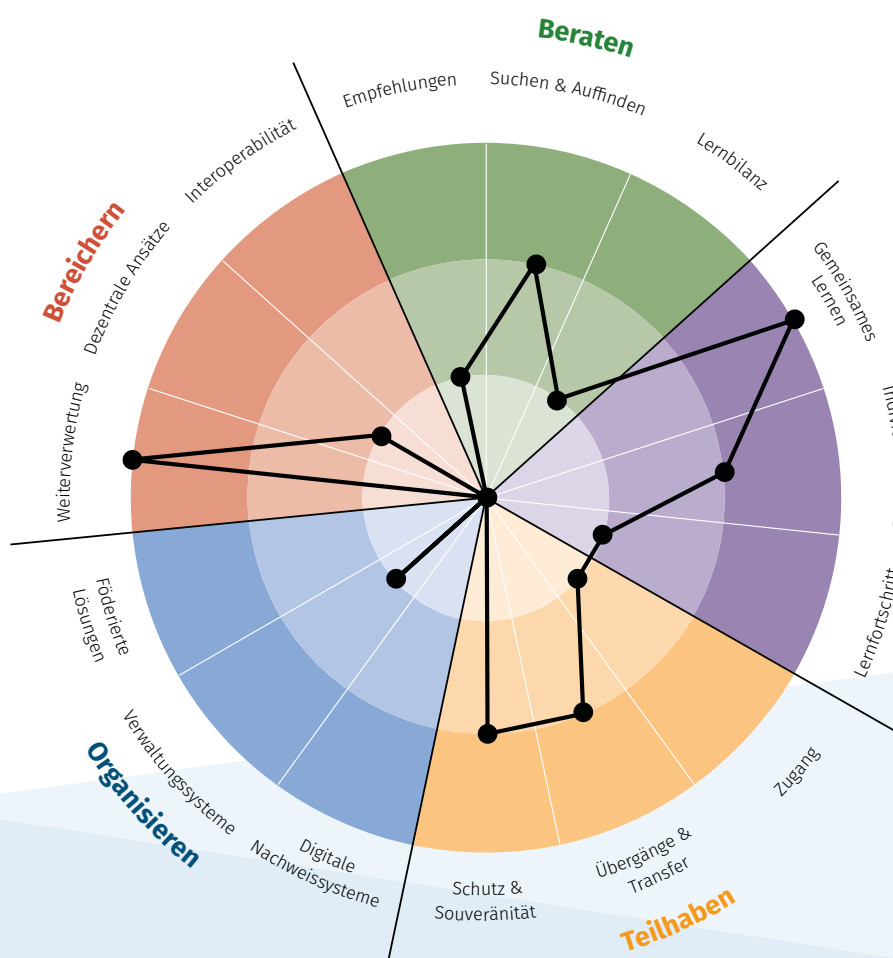 Beraten
Empfehlungen
Suchen & Auffinden
Lernbilanz
Gemeinsames
Lernen
Lernfortschritt
Zugang
Übergänge &
Transfer
Teilhaben
Schutz &
Souveränität
Digitale
Nachweissysteme
Verwaltungssysteme
Organisieren
Föderierte
Lösungen
Weiterverwertung
Dezentrale Ansätze
Bereichern
Interoperabilität